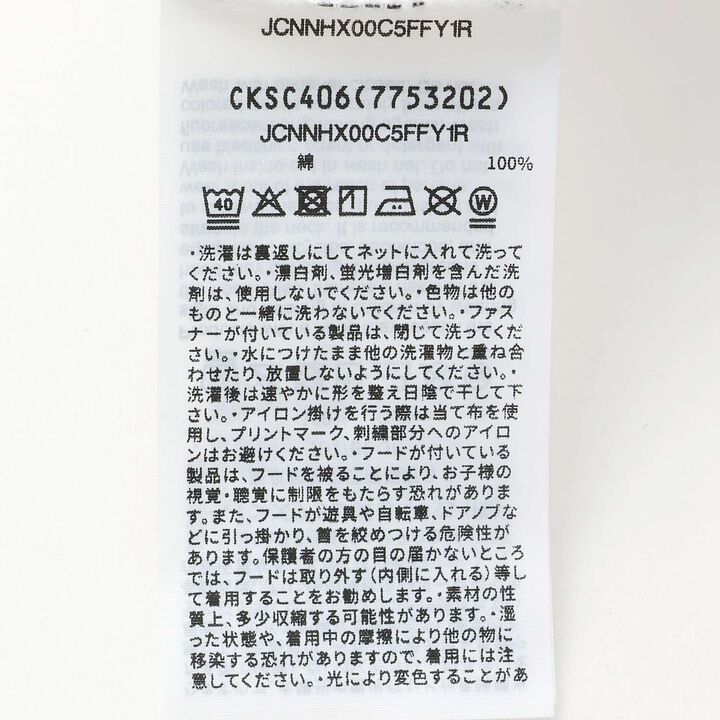 JCNNHX00C5FFY1R
CKSC406(7753202)
JCNNHX00C5FFY1R
綿 100%
40 1 W
・洗濯は裏返しにしてネットに入れて洗って
ください。・漂白剤、蛍光増白剤を含んだ洗
剤は、使用しないでください。・色物は他の
ものと一緒に洗わないでください。・ファス
ナーが付いている製品は、閉じて洗ってくだ
さい。・水につけたまま他の洗濯物と重ね合
わせたり、放置しないようにしてください。・
洗濯後は速やかに形を整え日陰で干して下
さい。・アイロン掛けを行う際は当て布を使
用し、プリントマーク、刺繍部分へのアイロ
ンはお避けください。・フードが付いている
製品は、フードを被ることにより、お子様の
視覚・聴覚に制限をもたらす恐れがありま
す。また、フードが遊具や自転車、ドアノブな
どに引っ掛かり、首を絞めつける危険性が
あります。保護者の方の目の届かないところ
では、フードは取り外す（内側に入れる）等し
て着用することをお勧めします。・素材の性
質上、多少収縮する可能性があります。・湿
った状態や、着用中の摩擦により他の物に
移染する恐れがありますので、着用には注
意してください。・光により変色することがあ